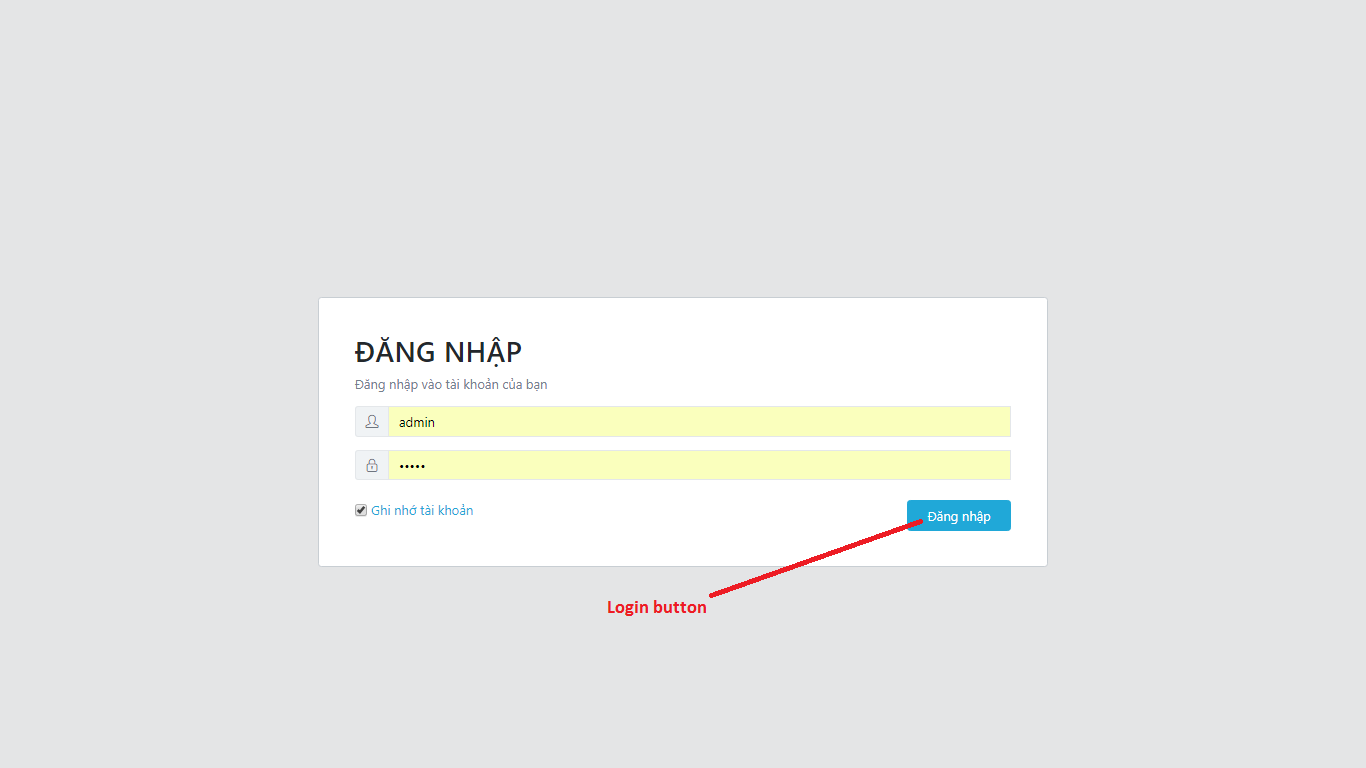 ĐĂNG NHẬP
Đăng nhập vào tài khoản của bạn
admin
•••••
Ghi nhớ tài khoản
Đăng nhập
Login button